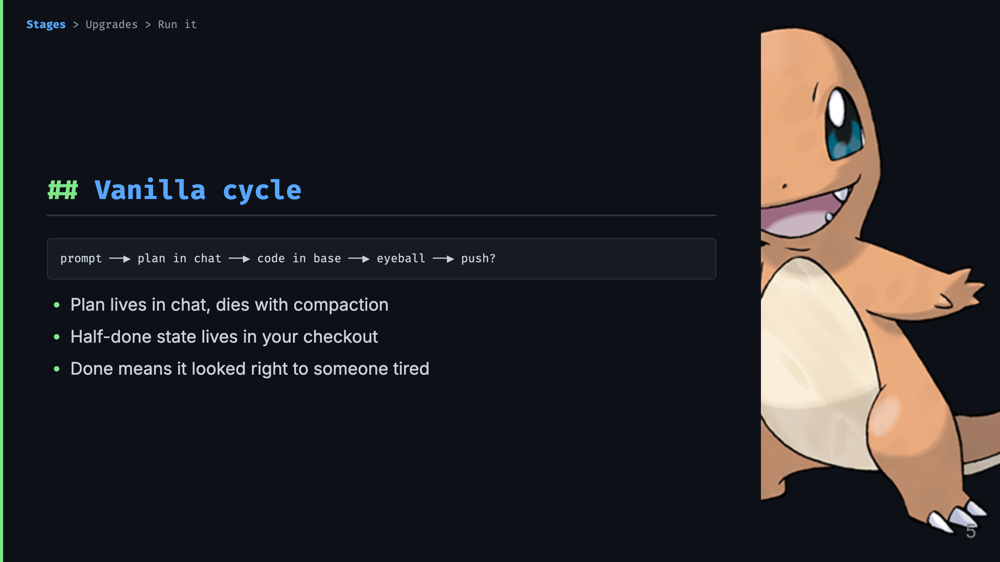 Stages > Upgrades > Run it
## Vanilla cycle
prompt ──▶ plan in chat ──▶ code in base ──▶ eyeball ──▶ push?
• Plan lives in chat, dies with compaction
• Half-done state lives in your checkout
• Done means it looked right to someone tired
5